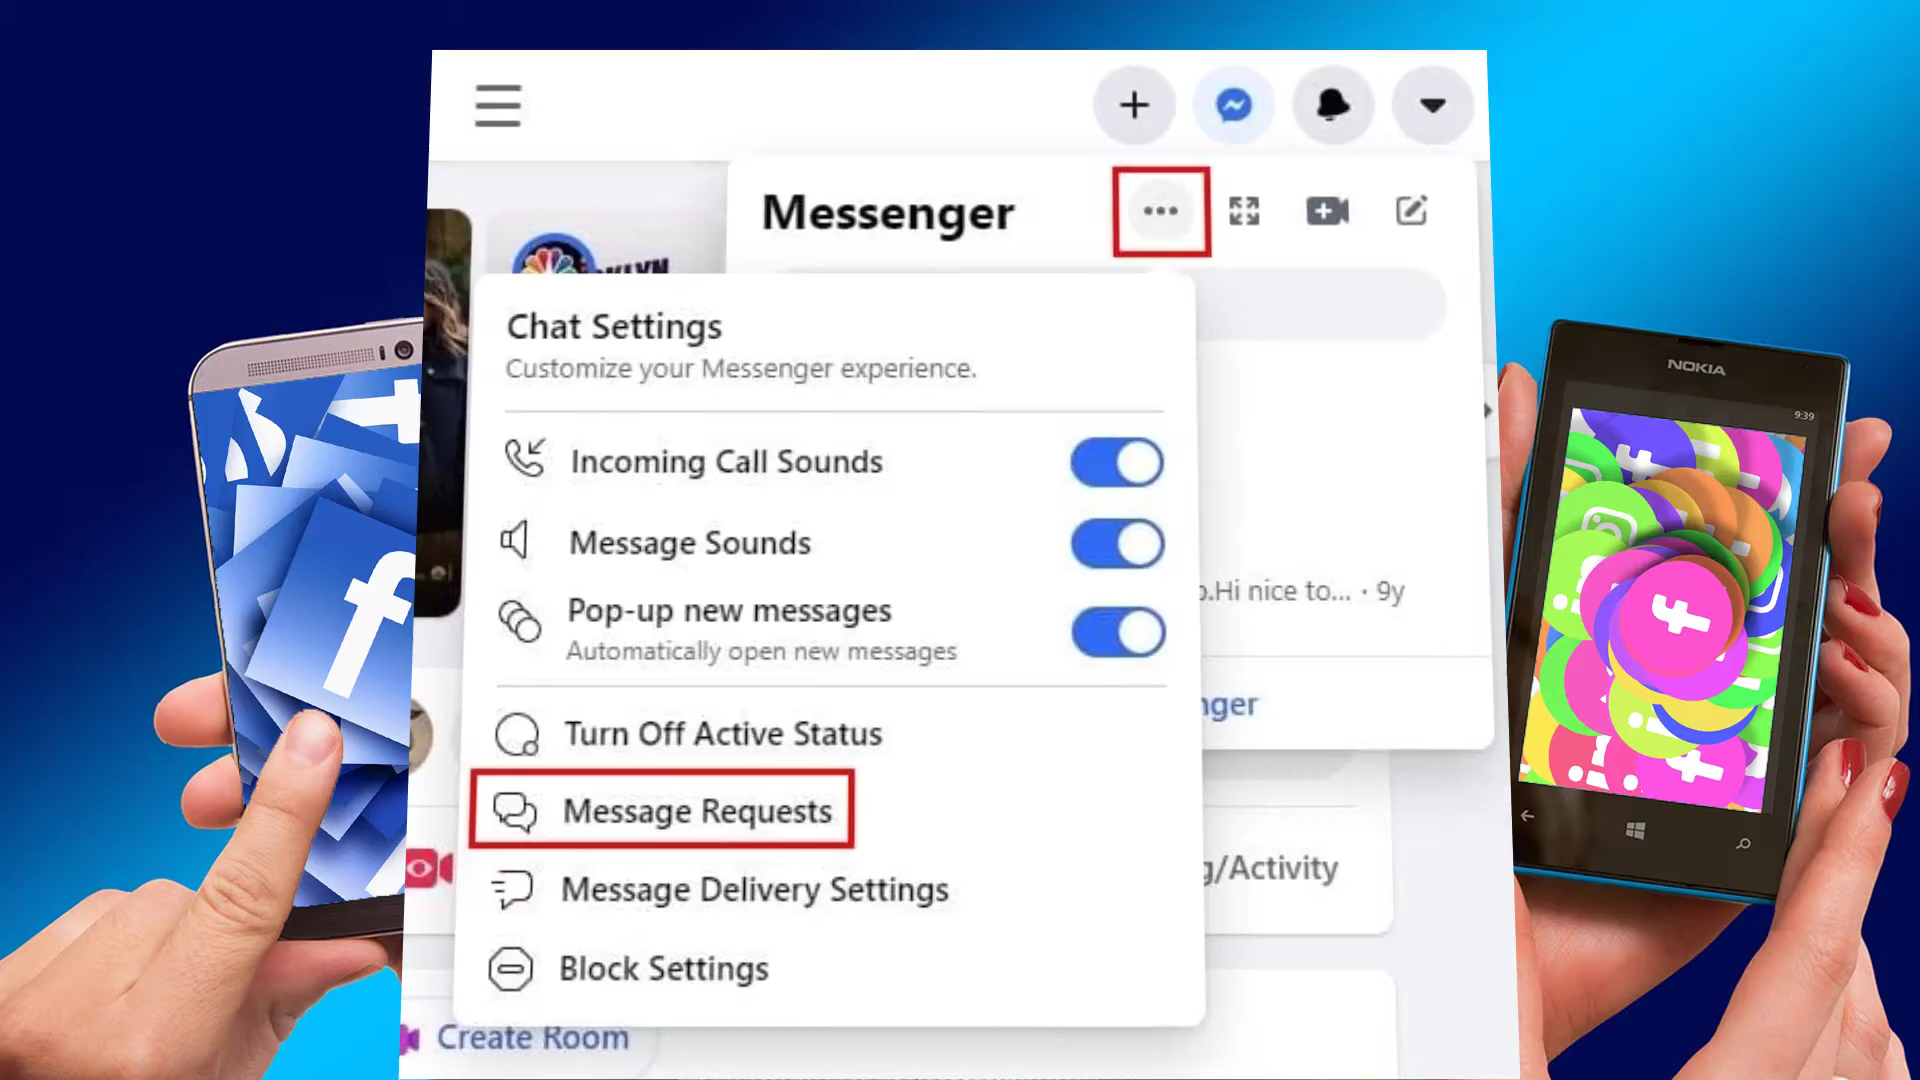 Messenger
Chat Settings
Customize your Messenger experience.
Incoming Call Sounds
Message Sounds
Pop-up new messages
Automatically open new messages
.Hi nice to... · 9y
Turn Off Active Status
Message Requests
Message Delivery Settings
g/Activity
Block Settings
Create Room
NOKIA
9:39